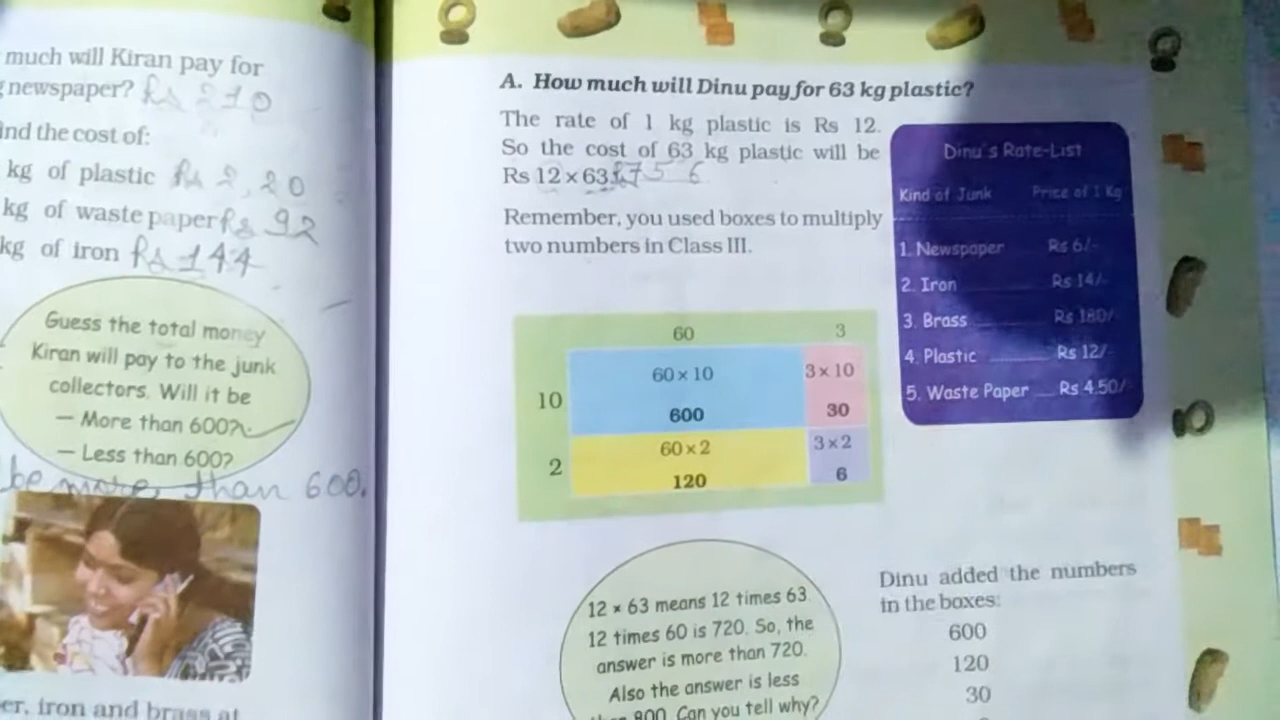 much will Kiran pay for
newspaper? Rs 210
ind the cost of:
kg of plastic Rs 2,20
kg of waste paper Rs 92
kg of iron Rs 144
Guess the total money
Kiran will pay to the junk
collectors. Will it be
— More than 600?
— Less than 600?
be more than 600.
er, iron and brass at
A. How much will Dinu pay for 63 kg plastic?
The rate of 1 kg plastic is Rs 12.
So the cost of 63 kg plastic will be
Rs 12 × 63. 756
Remember, you used boxes to multiply
two numbers in Class III.
Dinu's Rate-List
Kind of Junk Price of 1 Kg
1. Newspaper Rs 6/-
2. Iron Rs 14/-
3. Brass Rs 180/-
4. Plastic Rs 12/-
5. Waste Paper Rs 4.50/-
60 3
60 × 10 3 × 10
10
600 30
60 × 2 3 × 2
2
120 6
12 × 63 means 12 times 63
12 times 60 is 720. So, the
answer is more than 720.
Also the answer is less
than 800. Can you tell why?
Dinu added the numbers
in the boxes:
600
120
30